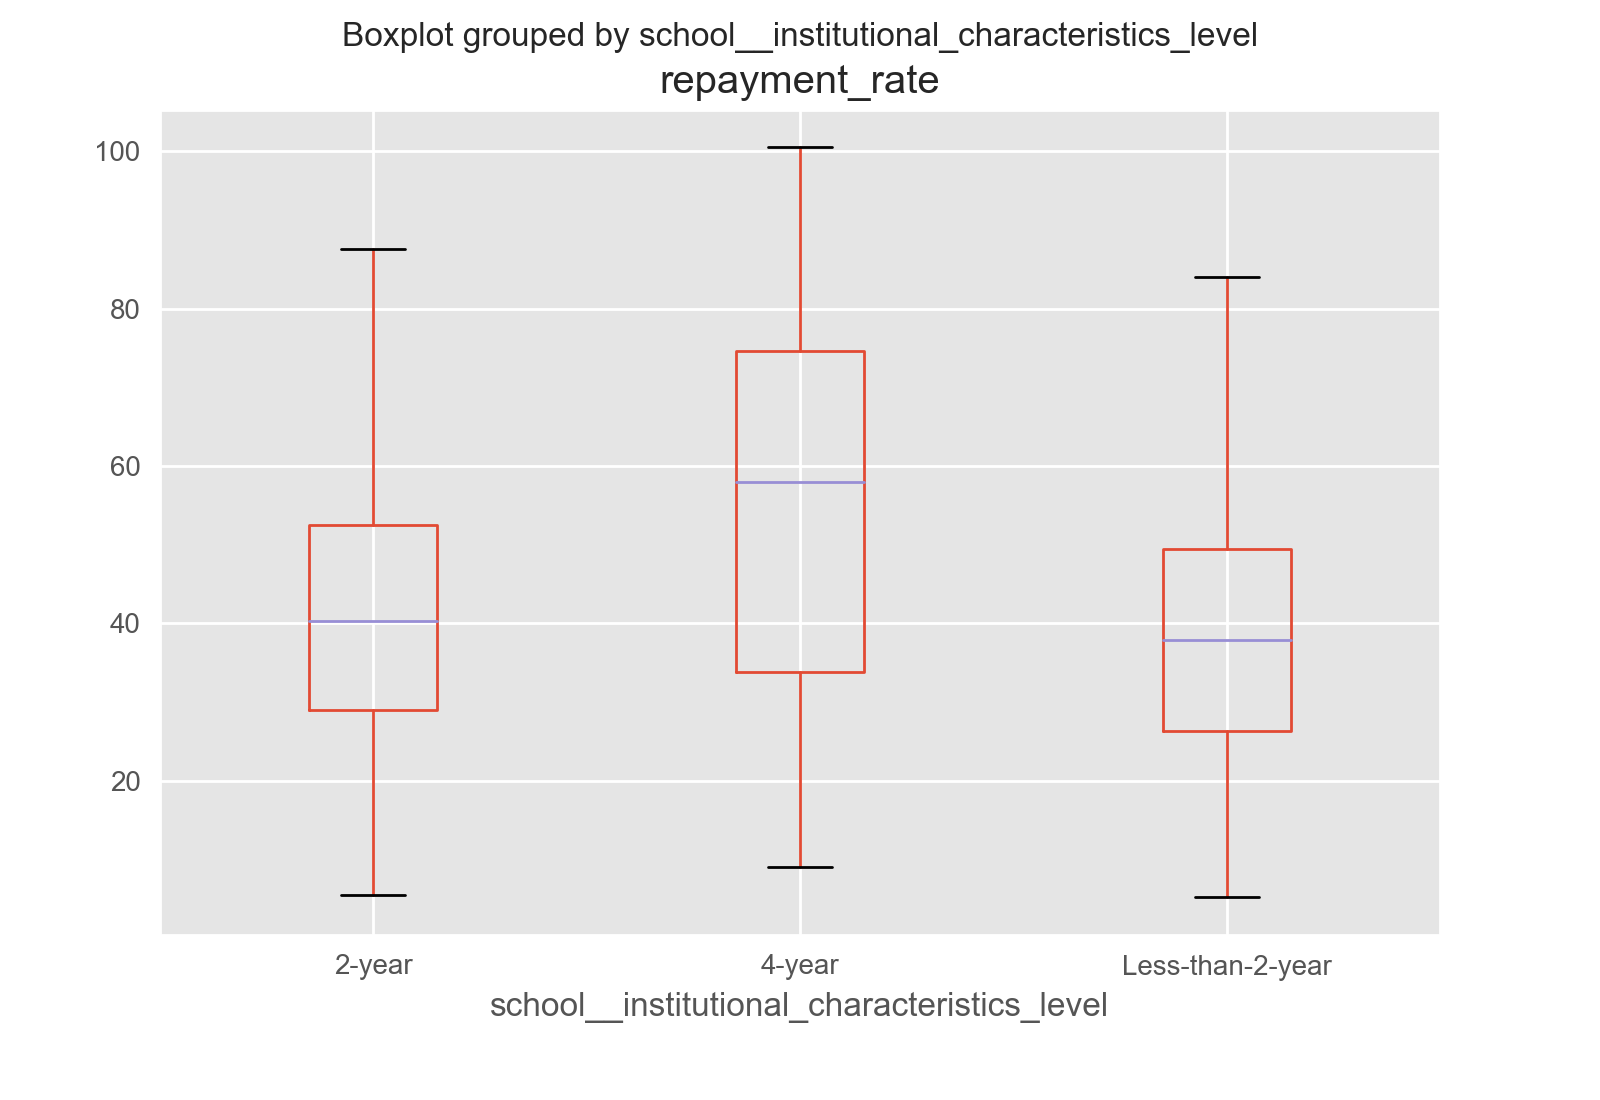 Boxplot grouped by school__institutional_characteristics_level
repayment_rate
100
80
60
40
20
2-year 4-year Less-than-2-year
school__institutional_characteristics_level